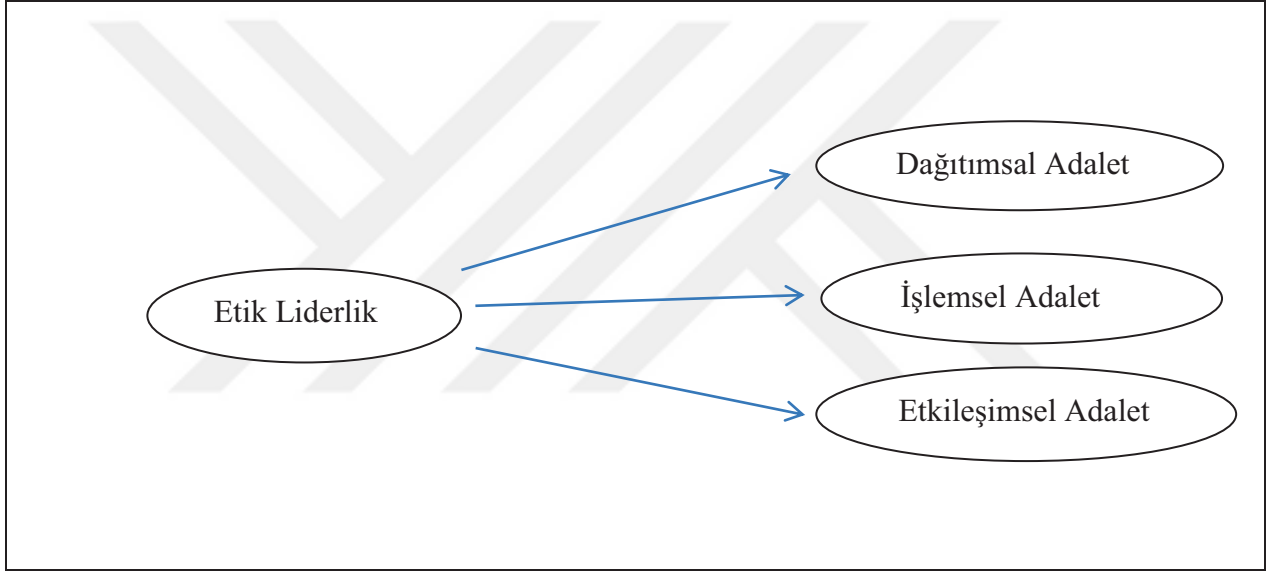 Dağıtımsal Adalet
İşlemsel Adalet
Etik Liderlik
Etkileşimsel Adalet